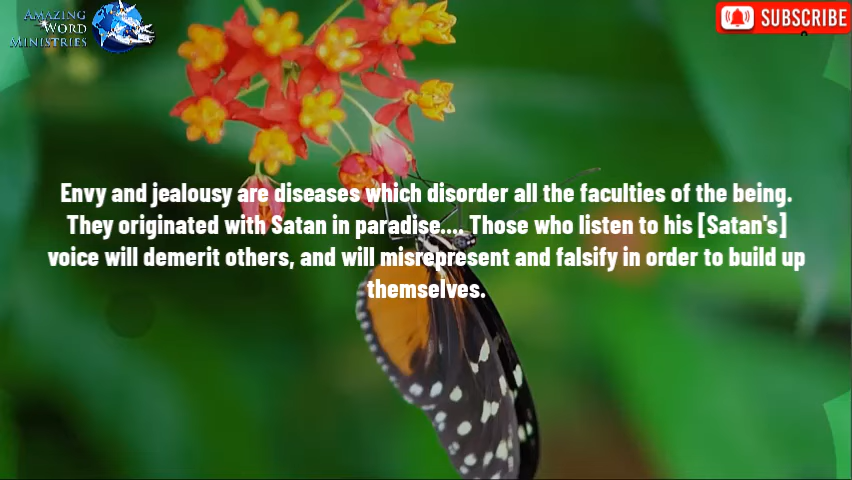 AMAZING
WORD
MINISTRIES
SUBSCRIBE
Envy and jealousy are diseases which disorder all the faculties of the being.
They originated with Satan in paradise.... Those who listen to his [Satan's]
voice will demerit others, and will misrepresent and falsify in order to build up
themselves.